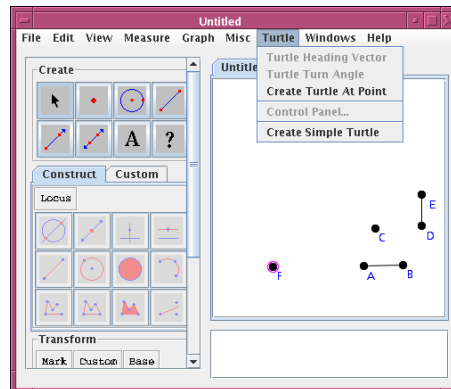 Untitled
File Edit View Measure Graph Misc Turtle Windows Help
Turtle Heading Vector
Turtle Turn Angle
Create Turtle At Point
Control Panel...
Create Simple Turtle
Create
A ?
Construct Custom
Locus
Transform
Mark Custom Base
Untitle
E
D
C
A B
F